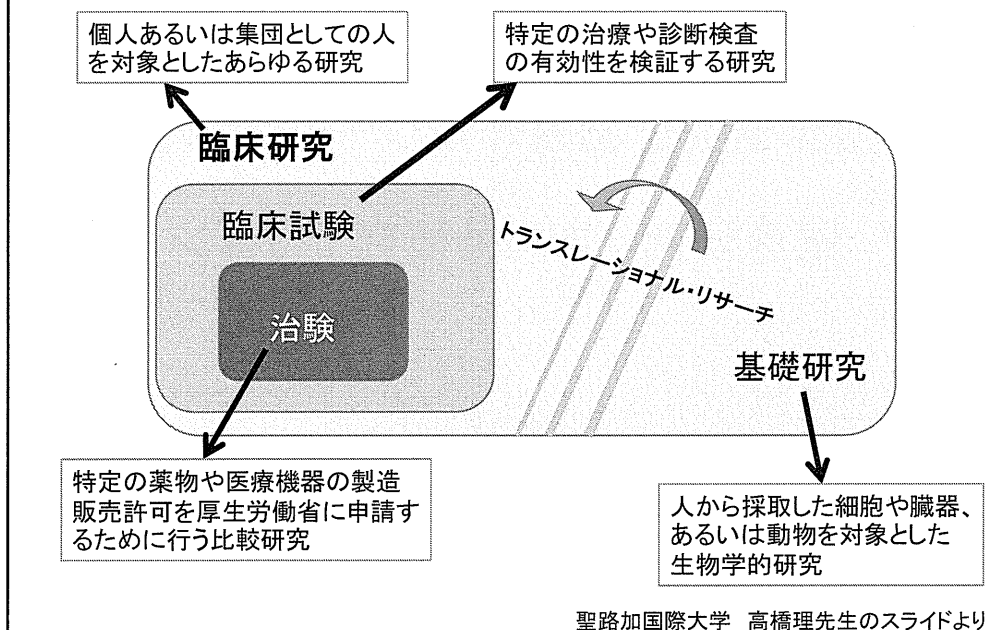 個人あるいは集団としての人
を対象としたあらゆる研究
特定の治療や診断検査
の有効性を検証する研究
臨床研究
臨床試験
治験
トランスレーショナル・リサーチ
基礎研究
特定の薬物や医療機器の製造
販売許可を厚生労働省に申請す
るために行う比較研究
人から採取した細胞や臓器、
あるいは動物を対象とした
生物学的研究
聖路加国際大学 高橋理先生のスライドより